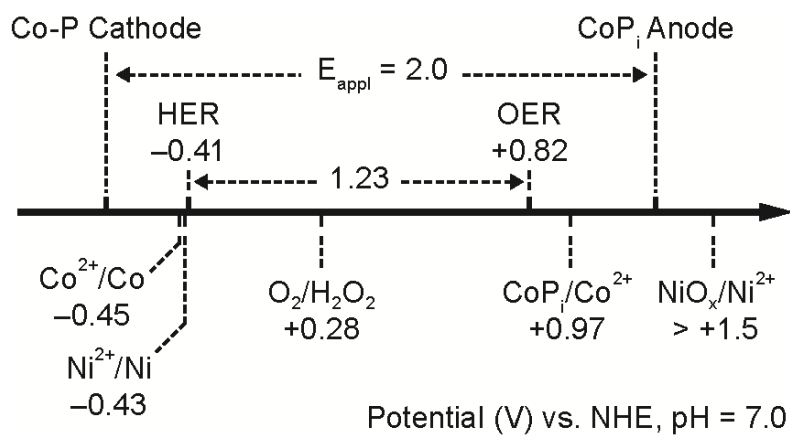 Co-P Cathode
CoPᵢ Anode
Eₐₚₚₗ = 2.0
HER
–0.41
OER
+0.82
1.23
Co²⁺/Co
–0.45
Ni²⁺/Ni
–0.43
O₂/H₂O₂
+0.28
CoPᵢ/Co²⁺
+0.97
NiOₓ/Ni²⁺
> +1.5
Potential (V) vs. NHE, pH = 7.0